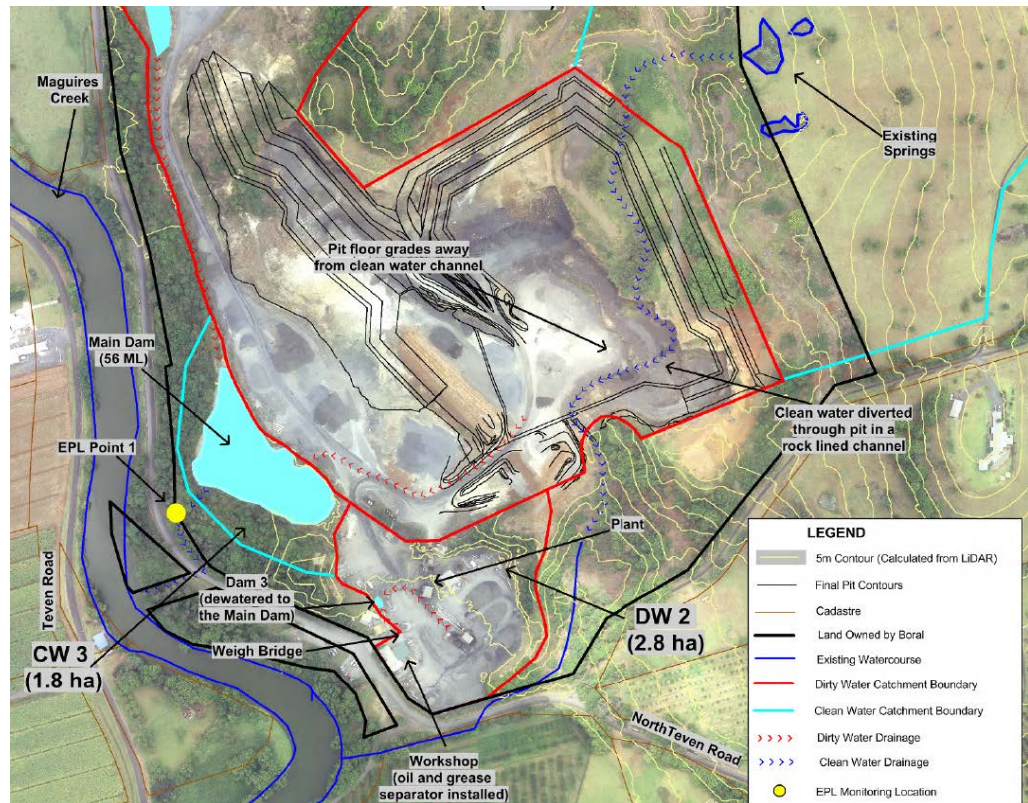 Maguires
Creek
Existing
Springs
Pit floor grades away
from clean water channel
Main Dam
(56 ML)
Clean water diverted
through pit in a
rock lined channel
EPL Point 1
Plant
Teven Road
Dam 3
(dewatered to
the Main Dam)
DW 2
(2.8 ha)
CW 3
(1.8 ha)
Weigh Bridge
North Teven Road
Workshop
(oil and grease
separator installed)
LEGEND
5m Contour (Calculated from LiDAR)
Final Pit Contours
Cadastre
Land Owned by Boral
Existing Watercourse
Dirty Water Catchment Boundary
Clean Water Catchment Boundary
Dirty Water Drainage
Clean Water Drainage
EPL Monitoring Location